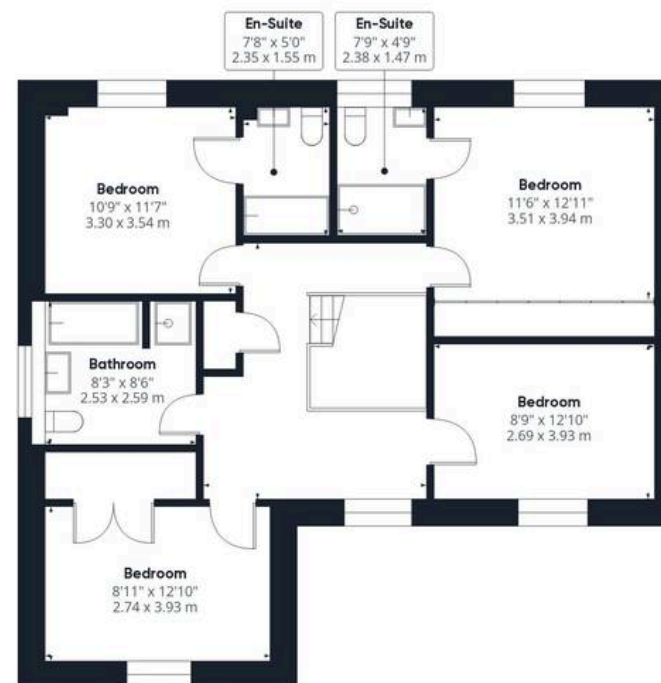 En-Suite
7'8" x 5'0"
2.35 x 1.55 m
En-Suite
7'9" x 4'9"
2.38 x 1.47 m
Bedroom
10'9" x 11'7"
3.30 x 3.54 m
Bedroom
11'6" x 12'11"
3.51 x 3.94 m
Bathroom
8'3" x 8'6"
2.53 x 2.59 m
Bedroom
8'9" x 12'10"
2.69 x 3.93 m
Bedroom
8'11" x 12'10"
2.74 x 3.93 m